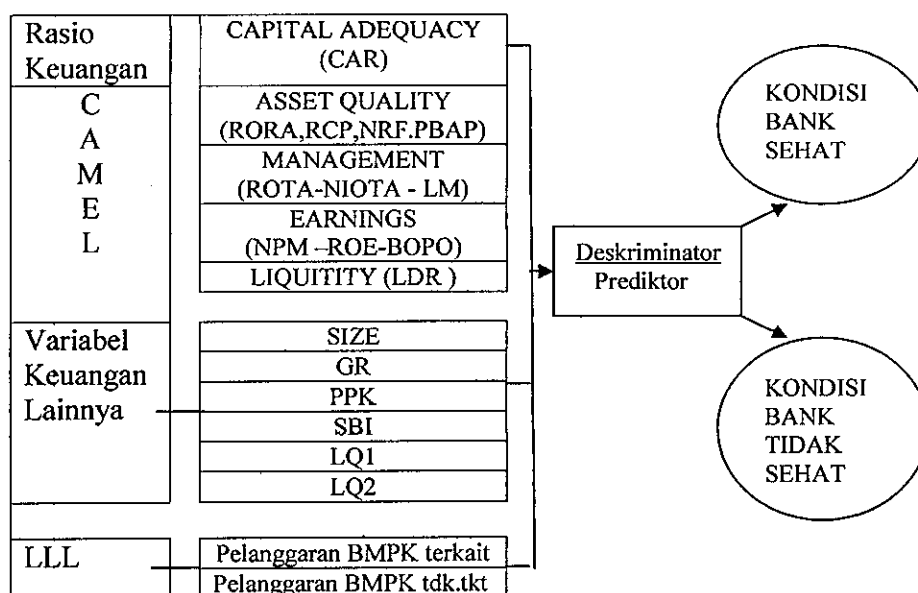 Rasio
Keuangan
C
A
M
E
L
CAPITAL ADEQUACY
(CAR)
ASSET QUALITY
(RORA,RCP,NRF.PBAP)
MANAGEMENT
(ROTA-NIOTA - LM)
EARNINGS
(NPM –ROE-BOPO)
LIQUITITY (LDR )
Variabel
Keuangan
Lainnya
SIZE
GR
PPK
SBI
LQ1
LQ2
LLL
Pelanggaran BMPK terkait
Pelanggaran BMPK tdk.tkt
Deskriminator
Prediktor
KONDISI
BANK
SEHAT
KONDISI
BANK
TIDAK
SEHAT